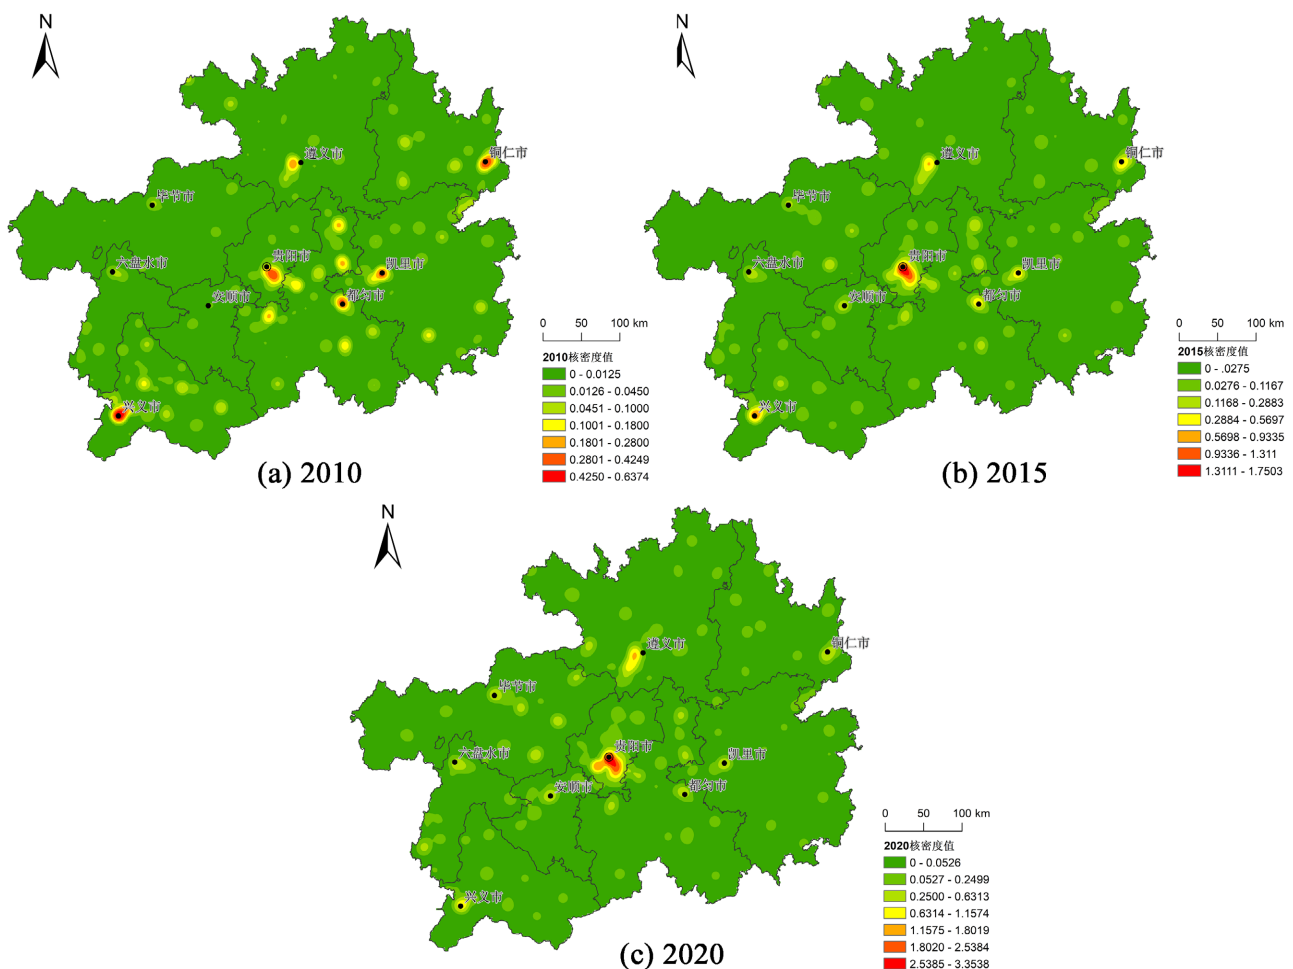 N
遵义市
铜仁市
毕节市
贵阳市
六盘水市
凯里市
安顺市
都匀市
兴义市
0 50 100 km
2010核密度值
0 - 0.0125
0.0126 - 0.0450
0.0451 - 0.1000
0.1001 - 0.1800
0.1801 - 0.2800
0.2801 - 0.4249
0.4250 - 0.6374
(a) 2010
N
遵义市
铜仁市
毕节市
贵阳市
六盘水市
凯里市
安顺市
都匀市
兴义市
0 50 100 km
2015核密度值
0 - .0275
0.0276 - 0.1167
0.1168 - 0.2883
0.2884 - 0.5697
0.5698 - 0.9335
0.9336 - 1.311
1.3111 - 1.7503
(b) 2015
N
遵义市
铜仁市
毕节市
贵阳市
六盘水市
凯里市
安顺市
都匀市
兴义市
0 50 100 km
2020核密度值
0 - 0.0526
0.0527 - 0.2499
0.2500 - 0.6313
0.6314 - 1.1574
1.1575 - 1.8019
1.8020 - 2.5384
2.5385 - 3.3538
(c) 2020